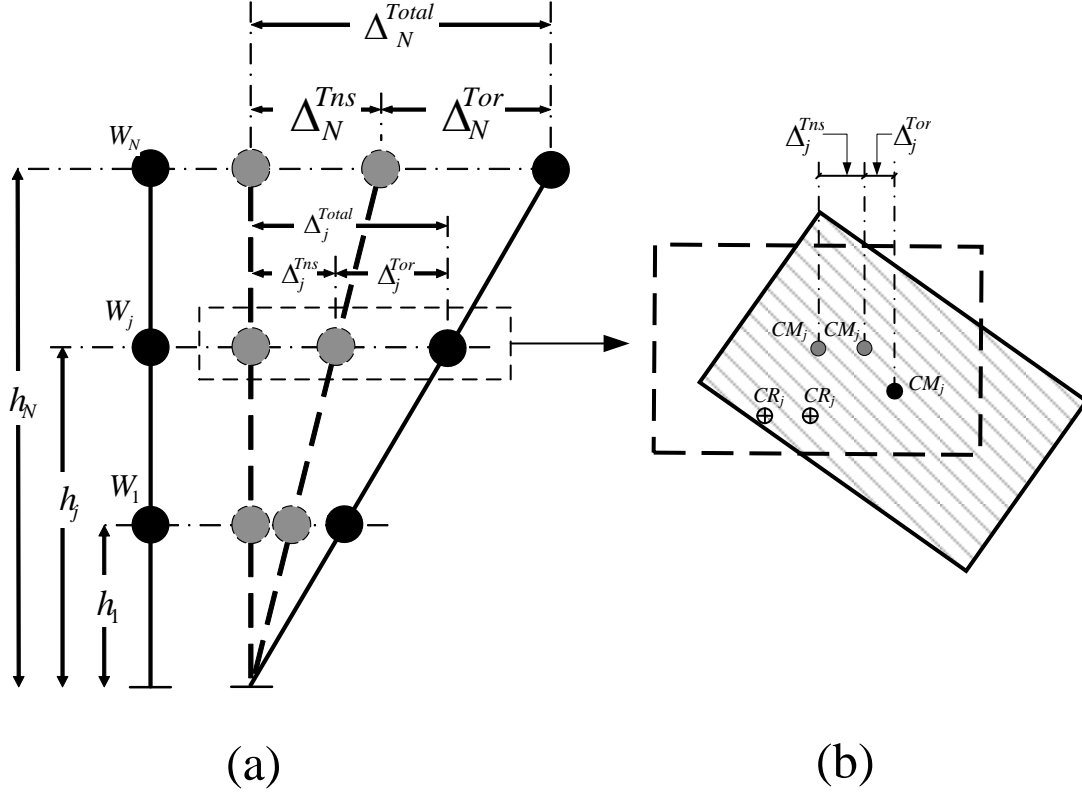 Δ_N^{Total}
Δ_N^{Tns} Δ_N^{Tor}
W_N
Δ_j^{Total}
Δ_j^{Tns} Δ_j^{Tor}
W_j
W_1
h_N
h_j
h_1
(a)
Δ_j^{Tns} Δ_j^{Tor}
CM_j CM_j
CM_j
CR_j CR_j
(b)